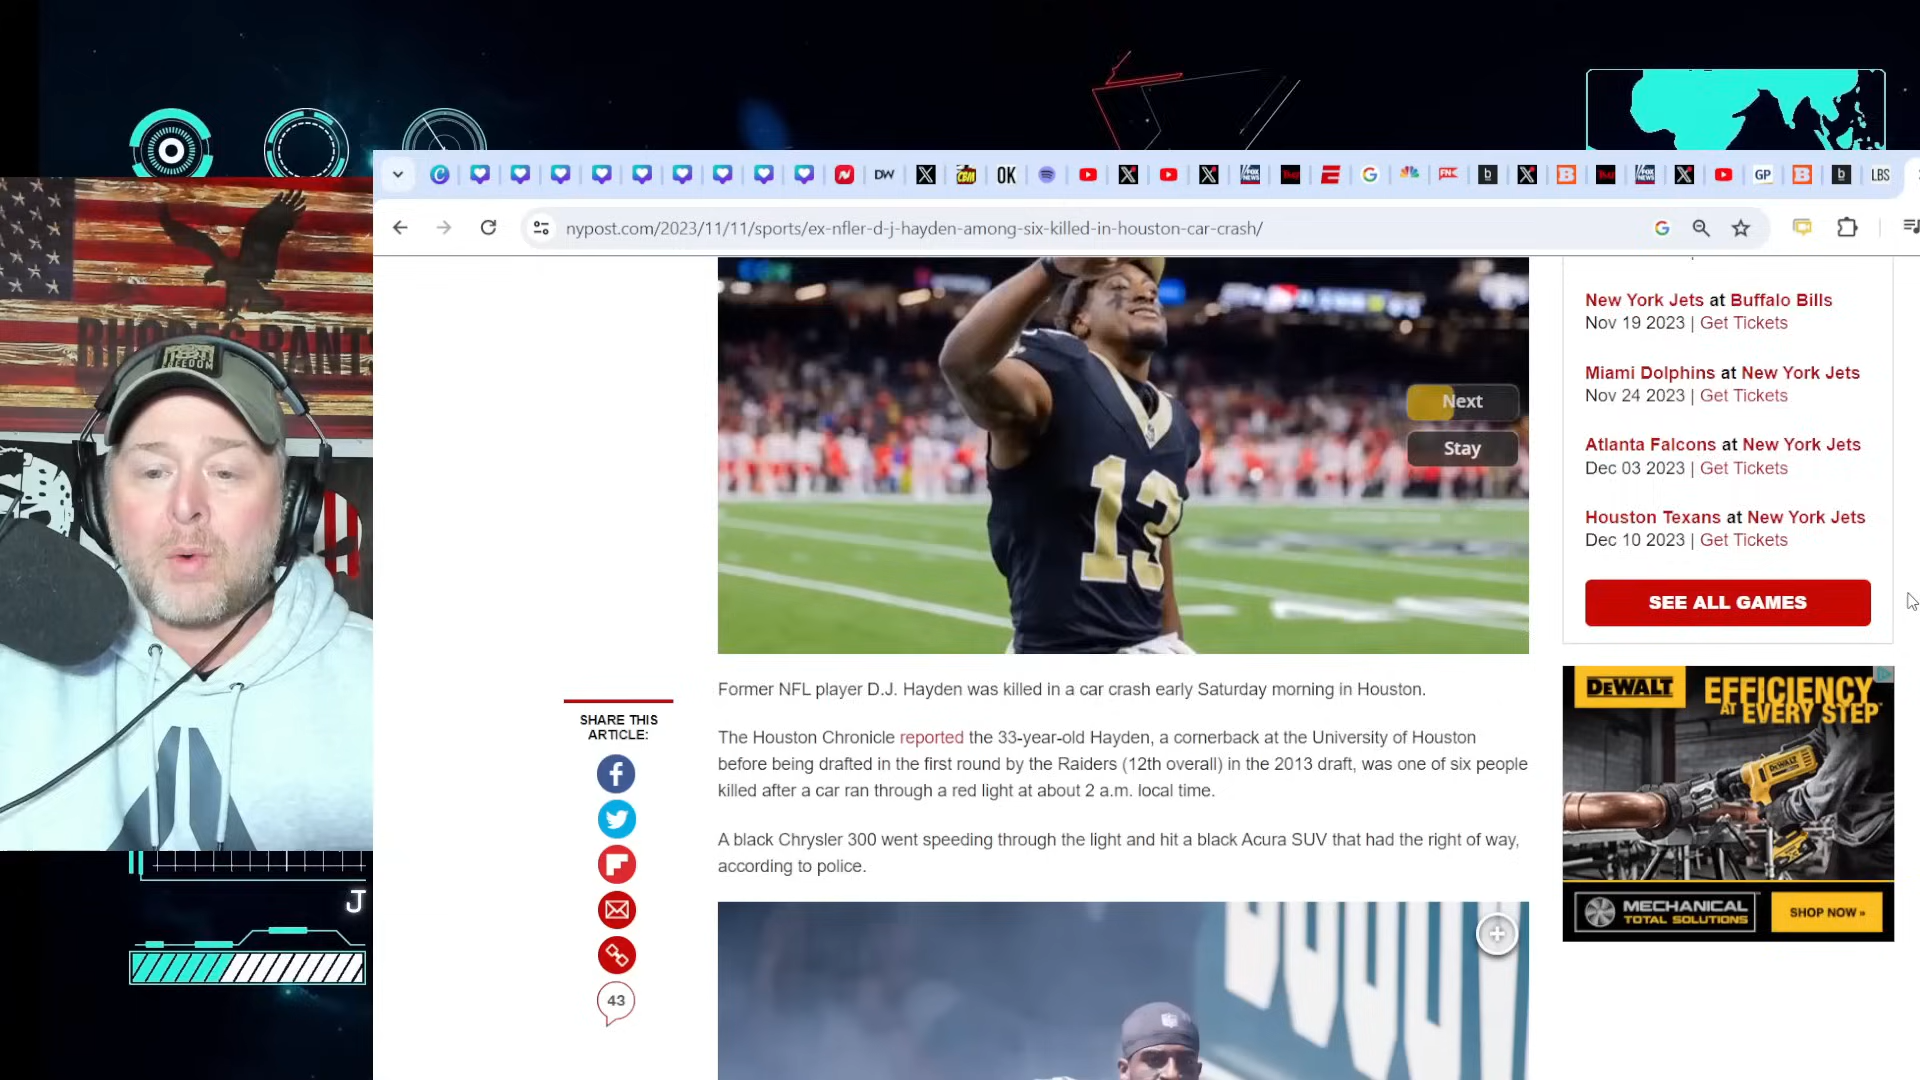 DW
OK
FOX NEWS
FNC
b
B
FOX NEWS
GP
B
b
LBS
nypost.com/2023/11/11/sports/ex-nfler-d-j-hayden-among-six-killed-in-houston-car-crash/
RHODES RANTS
FREEDOM
13
Next
Stay
New York Jets at Buffalo Bills
Nov 19 2023 | Get Tickets
Miami Dolphins at New York Jets
Nov 24 2023 | Get Tickets
Atlanta Falcons at New York Jets
Dec 03 2023 | Get Tickets
Houston Texans at New York Jets
Dec 10 2023 | Get Tickets
SEE ALL GAMES
Former NFL player D.J. Hayden was killed in a car crash early Saturday morning in Houston.
The Houston Chronicle reported the 33-year-old Hayden, a cornerback at the University of Houston
before being drafted in the first round by the Raiders (12th overall) in the 2013 draft, was one of six people
killed after a car ran through a red light at about 2 a.m. local time.
A black Chrysler 300 went speeding through the light and hit a black Acura SUV that had the right of way,
according to police.
SHARE THIS
ARTICLE:
43
J
DEWALT
EFFICIENCY
AT EVERY STEP
MECHANICAL
TOTAL SOLUTIONS
SHOP NOW »